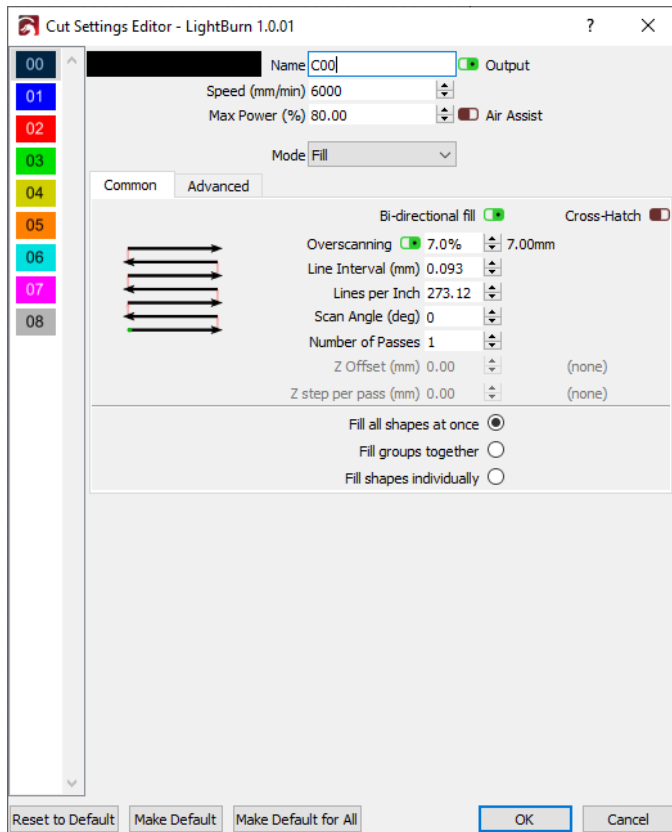 Cut Settings Editor - LightBurn 1.0.01 ?
00 Name C00 Output
01 Speed (mm/min) 6000
02 Max Power (%) 80.00 Air Assist
03 Mode Fill
04 Common Advanced
05 Bi-directional fill Cross-Hatch
06 Overscanning 7.0% 7.00mm
07 Line Interval (mm) 0.093
08 Lines per Inch 273.12
Scan Angle (deg) 0
Number of Passes 1
Z Offset (mm) 0.00 (none)
Z step per pass (mm) 0.00 (none)
Fill all shapes at once
Fill groups together
Fill shapes individually
Reset to Default Make Default Make Default for All OK Cancel